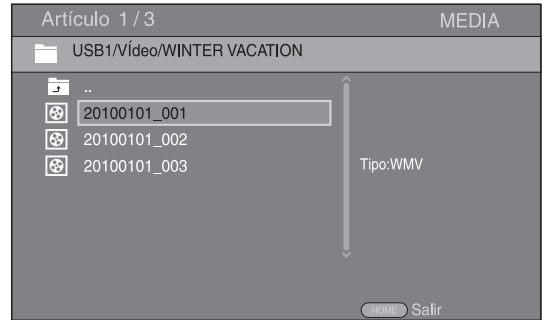 Artículo 1 / 3 MEDIA
USB1/Vídeo/WINTER VACATION
..
20100101_001
20100101_002
20100101_003
Tipo:WMV
HOME Salir